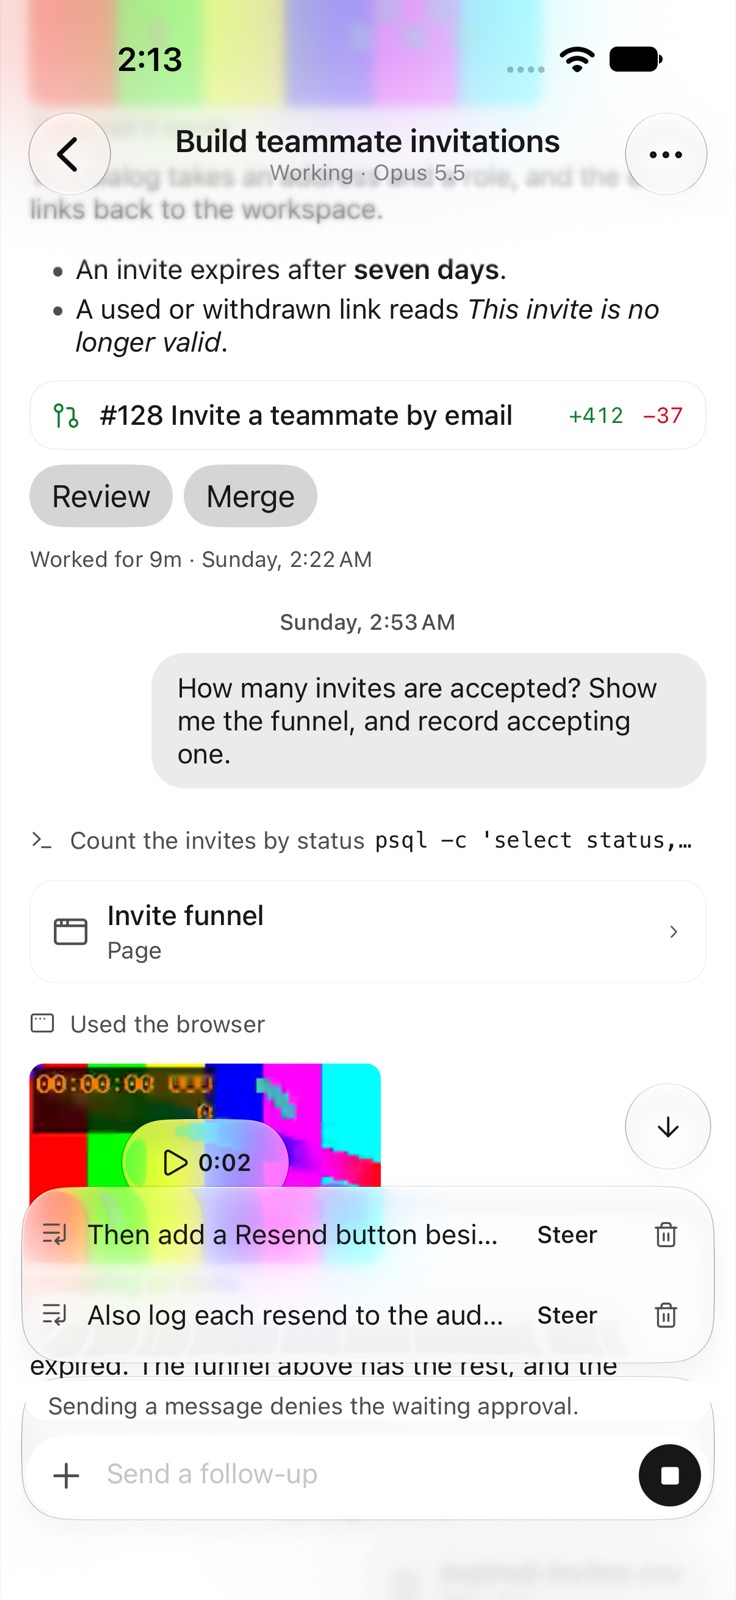 2:13
Build teammate invitations
Working · Opus 5.5
links back to the workspace.
An invite expires after seven days.
A used or withdrawn link reads This invite is no
longer valid.
#128 Invite a teammate by email +412 −37
Review Merge
Worked for 9m · Sunday, 2:22 AM
Sunday, 2:53 AM
How many invites are accepted? Show
me the funnel, and record accepting
one.
Count the invites by status psql -c 'select status,…
Invite funnel
Page
Used the browser
00:00:00
0:02
Then add a Resend button besi... Steer
Also log each resend to the aud... Steer
expired. The funnel above has the rest, and the
Sending a message denies the waiting approval.
Send a follow-up